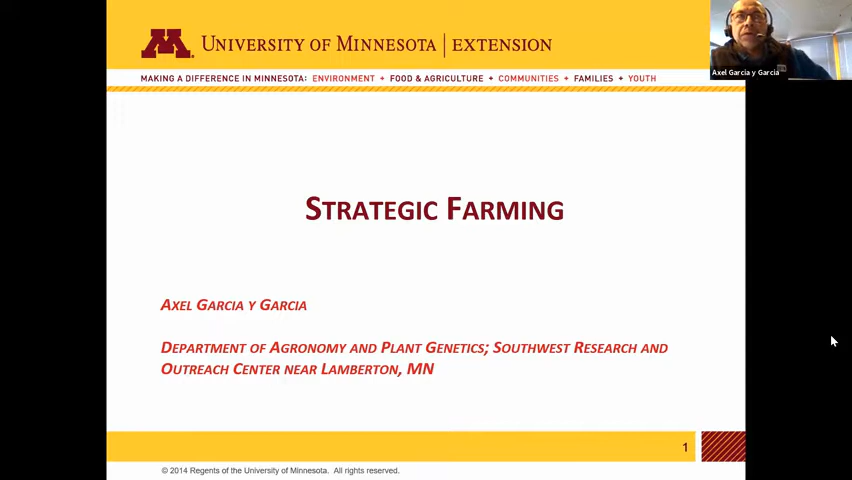 UNIVERSITY OF MINNESOTA | EXTENSION
MAKING A DIFFERENCE IN MINNESOTA: ENVIRONMENT + FOOD & AGRICULTURE + COMMUNITIES + FAMILIES + YOUTH
Axel Garcia y Garcia
STRATEGIC FARMING
AXEL GARCIA Y GARCIA
DEPARTMENT OF AGRONOMY AND PLANT GENETICS; SOUTHWEST RESEARCH AND
OUTREACH CENTER NEAR LAMBERTON, MN
1
© 2014 Regents of the University of Minnesota. All rights reserved.